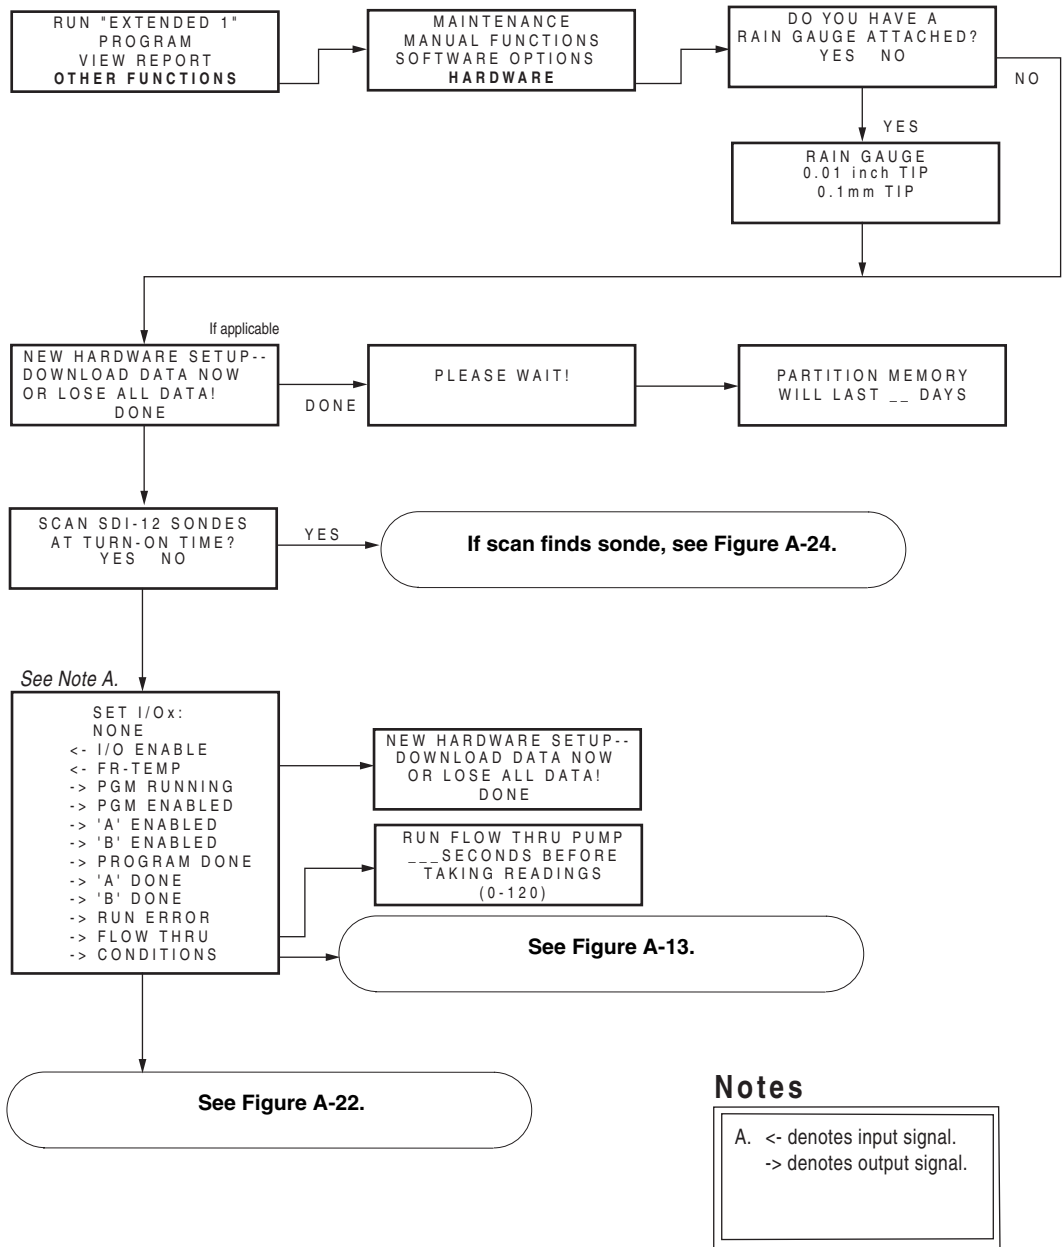 RUN "EXTENDED 1"
PROGRAM
VIEW REPORT
OTHER FUNCTIONS
MAINTENANCE
MANUAL FUNCTIONS
SOFTWARE OPTIONS
HARDWARE
DO YOU HAVE A
RAIN GAUGE ATTACHED?
YES NO
NO
YES
RAIN GAUGE
0.01 inch TIP
0.1mm TIP
If applicable
NEW HARDWARE SETUP--
DOWNLOAD DATA NOW
OR LOSE ALL DATA!
DONE
DONE
PLEASE WAIT!
PARTITION MEMORY
WILL LAST __ DAYS
SCAN SDI-12 SONDES
AT TURN-ON TIME?
YES NO
YES
If scan finds sonde, see Figure A-24.
See Note A.
SET I/Ox:
NONE
<- I/O ENABLE
<- FR-TEMP
-> PGM RUNNING
-> PGM ENABLED
-> 'A' ENABLED
-> 'B' ENABLED
-> PROGRAM DONE
-> 'A' DONE
-> 'B' DONE
-> RUN ERROR
-> FLOW THRU
-> CONDITIONS
NEW HARDWARE SETUP--
DOWNLOAD DATA NOW
OR LOSE ALL DATA!
DONE
RUN FLOW THRU PUMP
___SECONDS BEFORE
TAKING READINGS
(0-120)
See Figure A-13.
See Figure A-22.
Notes
A. <- denotes input signal.
-> denotes output signal.